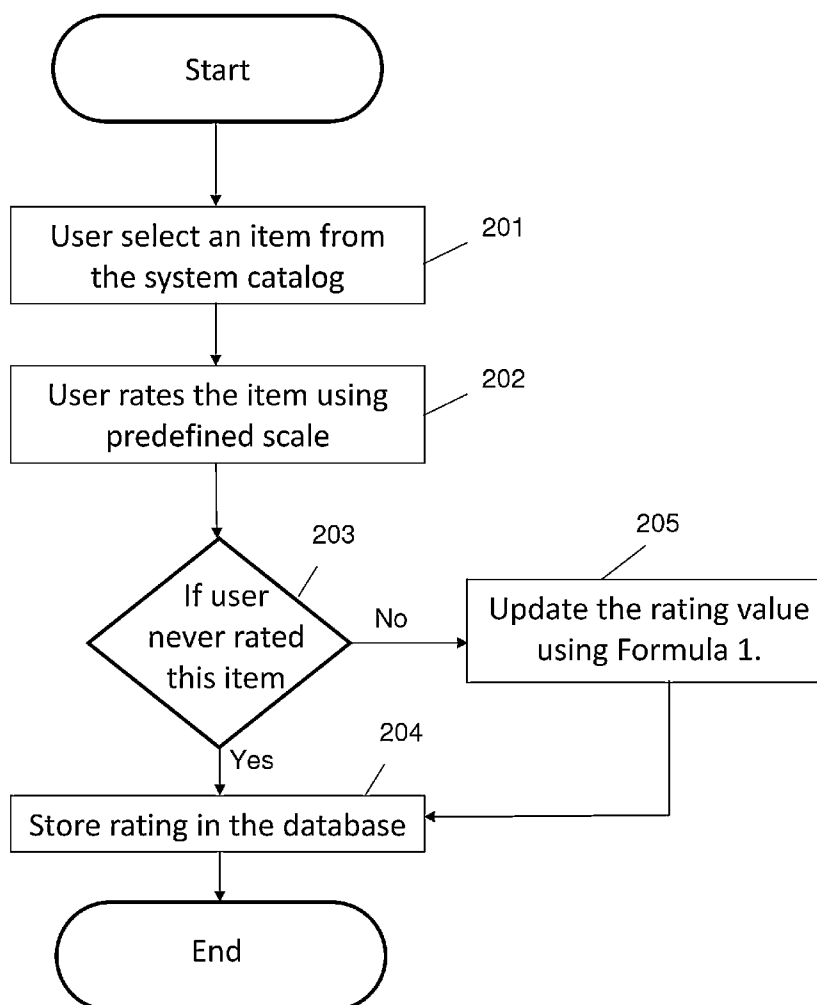 Start
User select an item from
the system catalog
201
User rates the item using
predefined scale
202
203
If user
never rated
this item
No
205
Update the rating value
using Formula 1.
Yes
204
Store rating in the database
End